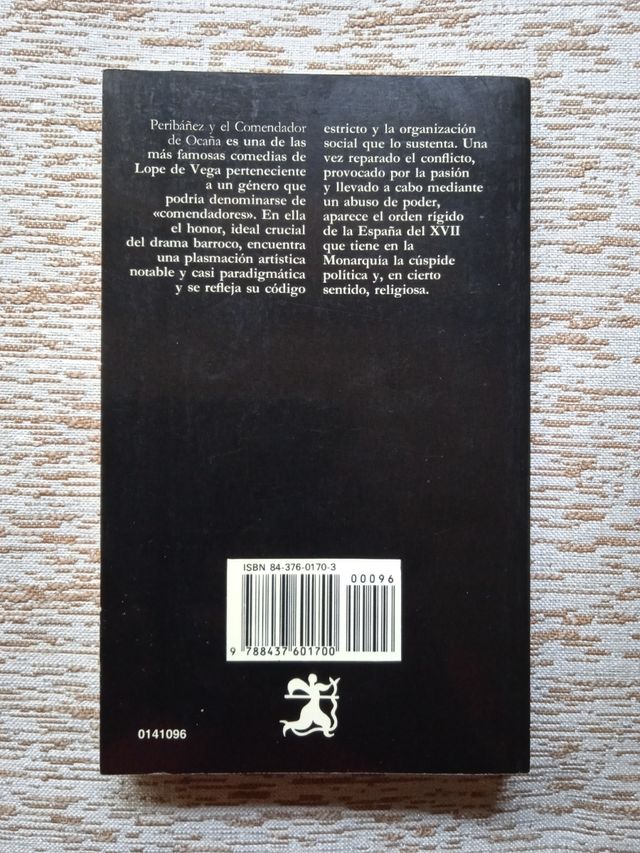 Peribáñez y el Comendador
de Ocaña es una de las
más famosas comedias de
Lope de Vega perteneciente
a un género que
podría denominarse de
«comendadores». En ella
el honor, ideal crucial
del drama barroco, encuentra
una plasmación artística
notable y casi paradigmática
y se refleja su código
estricto y la organización
social que lo sustenta. Una
vez reparado el conflicto,
provocado por la pasión
y llevado a cabo mediante
un abuso de poder,
aparece el orden rígido
de la España del XVII
que tiene en la
Monarquía la cúspide
política y, en cierto
sentido, religiosa.
ISBN 84-376-0170-3
00096
9 788437 601700
0141096